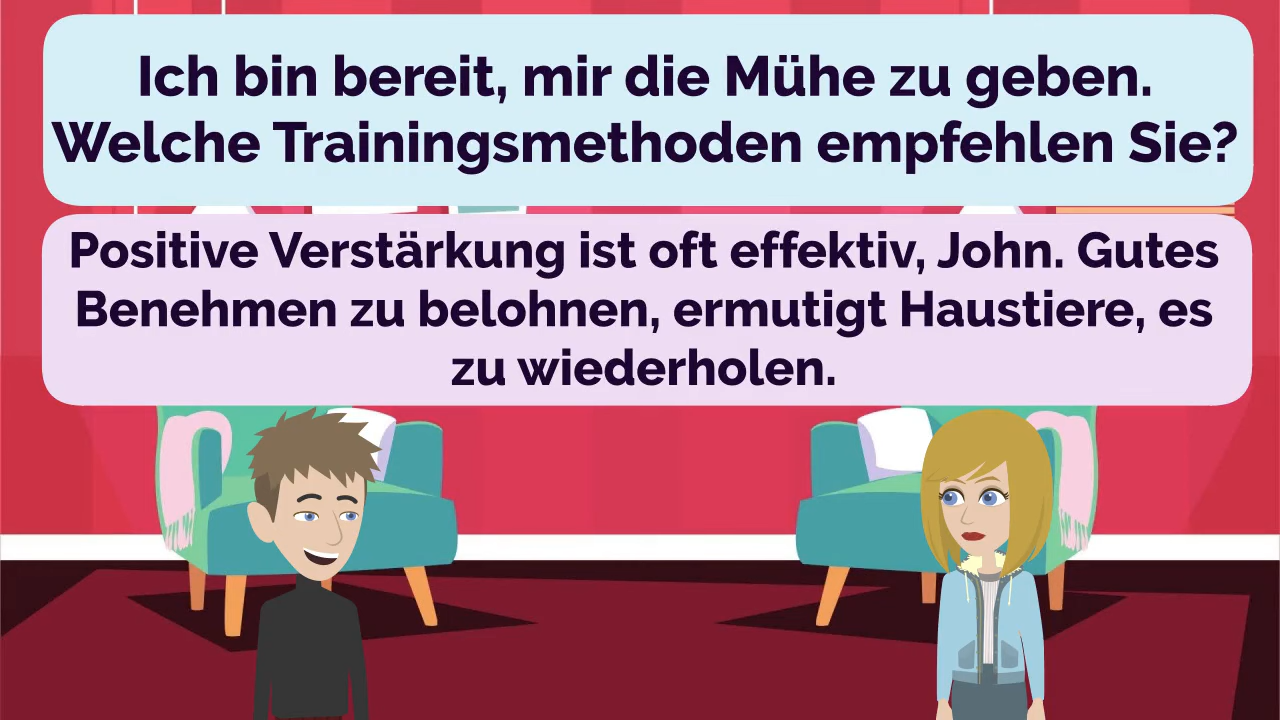 Ich bin bereit, mir die Mühe zu geben.
Welche Trainingsmethoden empfehlen Sie?
Positive Verstärkung ist oft effektiv, John. Gutes
Benehmen zu belohnen, ermutigt Haustiere, es
zu wiederholen.